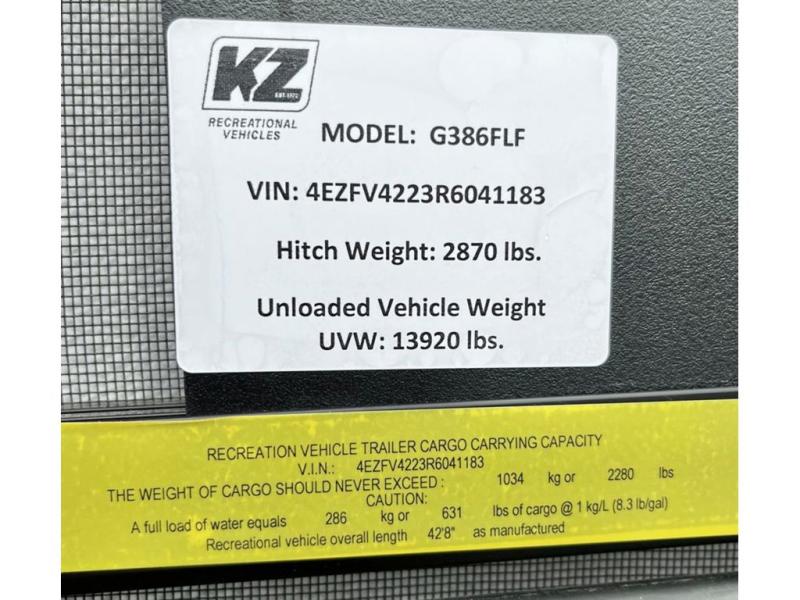 KZ
EST. 1972
RECREATIONAL
VEHICLES
MODEL: G386FLF
VIN: 4EZFV4223R6041183
Hitch Weight: 2870 lbs.
Unloaded Vehicle Weight
UVW: 13920 lbs.
RECREATION VEHICLE TRAILER CARGO CARRYING CAPACITY
V.I.N.: 4EZFV4223R6041183
THE WEIGHT OF CARGO SHOULD NEVER EXCEED : 1034 kg or 2280 lbs
CAUTION:
A full load of water equals 286 kg or 631 lbs of cargo @ 1 kg/L (8.3 lb/gal)
Recreational vehicle overall length 42'8" as manufactured